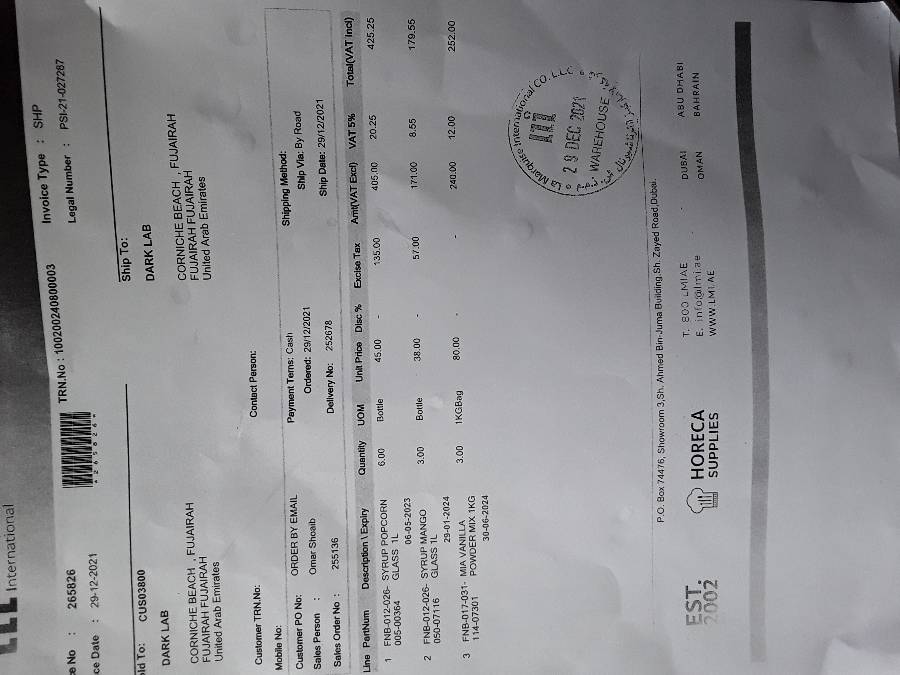 International
Invoice Type : SHP
TRN.No : 100200240800003
Legal Number : PSI-21-027287
ce No : 265826
*265826*
ce Date : 29-12-2021
ld To: CUS03800
DARK LAB
CORNICHE BEACH , FUJAIRAH
FUJAIRAH FUJAIRAH
United Arab Emirates
Ship To:
DARK LAB
CORNICHE BEACH , FUJAIRAH
FUJAIRAH FUJAIRAH
United Arab Emirates
Customer TRN.No:
Contact Person:
Mobile No:
Customer PO No: ORDER BY EMAIL Payment Tems: Cash Shipping Method:
Sales Person : Omar Shoaib Ordered: 29/12/2021 Ship Via: By Road
Sales Order No : 255136 Delivery No: 252678 Ship Date: 29/12/2021
Line PartNum Description \ Expiry Quantity UOM Unit Price Disc % Excise Tax Amt(VAT Excl) VAT 5% Total(VAT Incl)
1 FNB-012-026- SYRUP POPCORN 6.00 Bottle 45.00 - 135.00 405.00 20.25 425.25
005-00364 GLASS 1L
06-05-2023
2 FNB-012-026- SYRUP MANGO 3.00 Bottle 38.00 - 57.00 171.00 8.55 179.55
050-07116 GLASS 1L
29-01-2024
3 FNB-017-031- MIA VANILLA 3.00 1KGBag 80.00 - - 240.00 12.00 252.00
114-07301 POWDER MIX 1KG
30-06-2024
La Marquise International CO. L.L.C
29 DEC 2021
WAREHOUSE
P.O. Box 74476, Showroom 3,Sh. Ahmed Bin Juma Building,Sh. Zayed Road,Dubai.
EST.
2002
HORECA
SUPPLIES
T. 800 LMIAE
E. info@lmi.ae
WWW.LMI.AE
DUBAI ABU DHABI
OMAN BAHRAIN